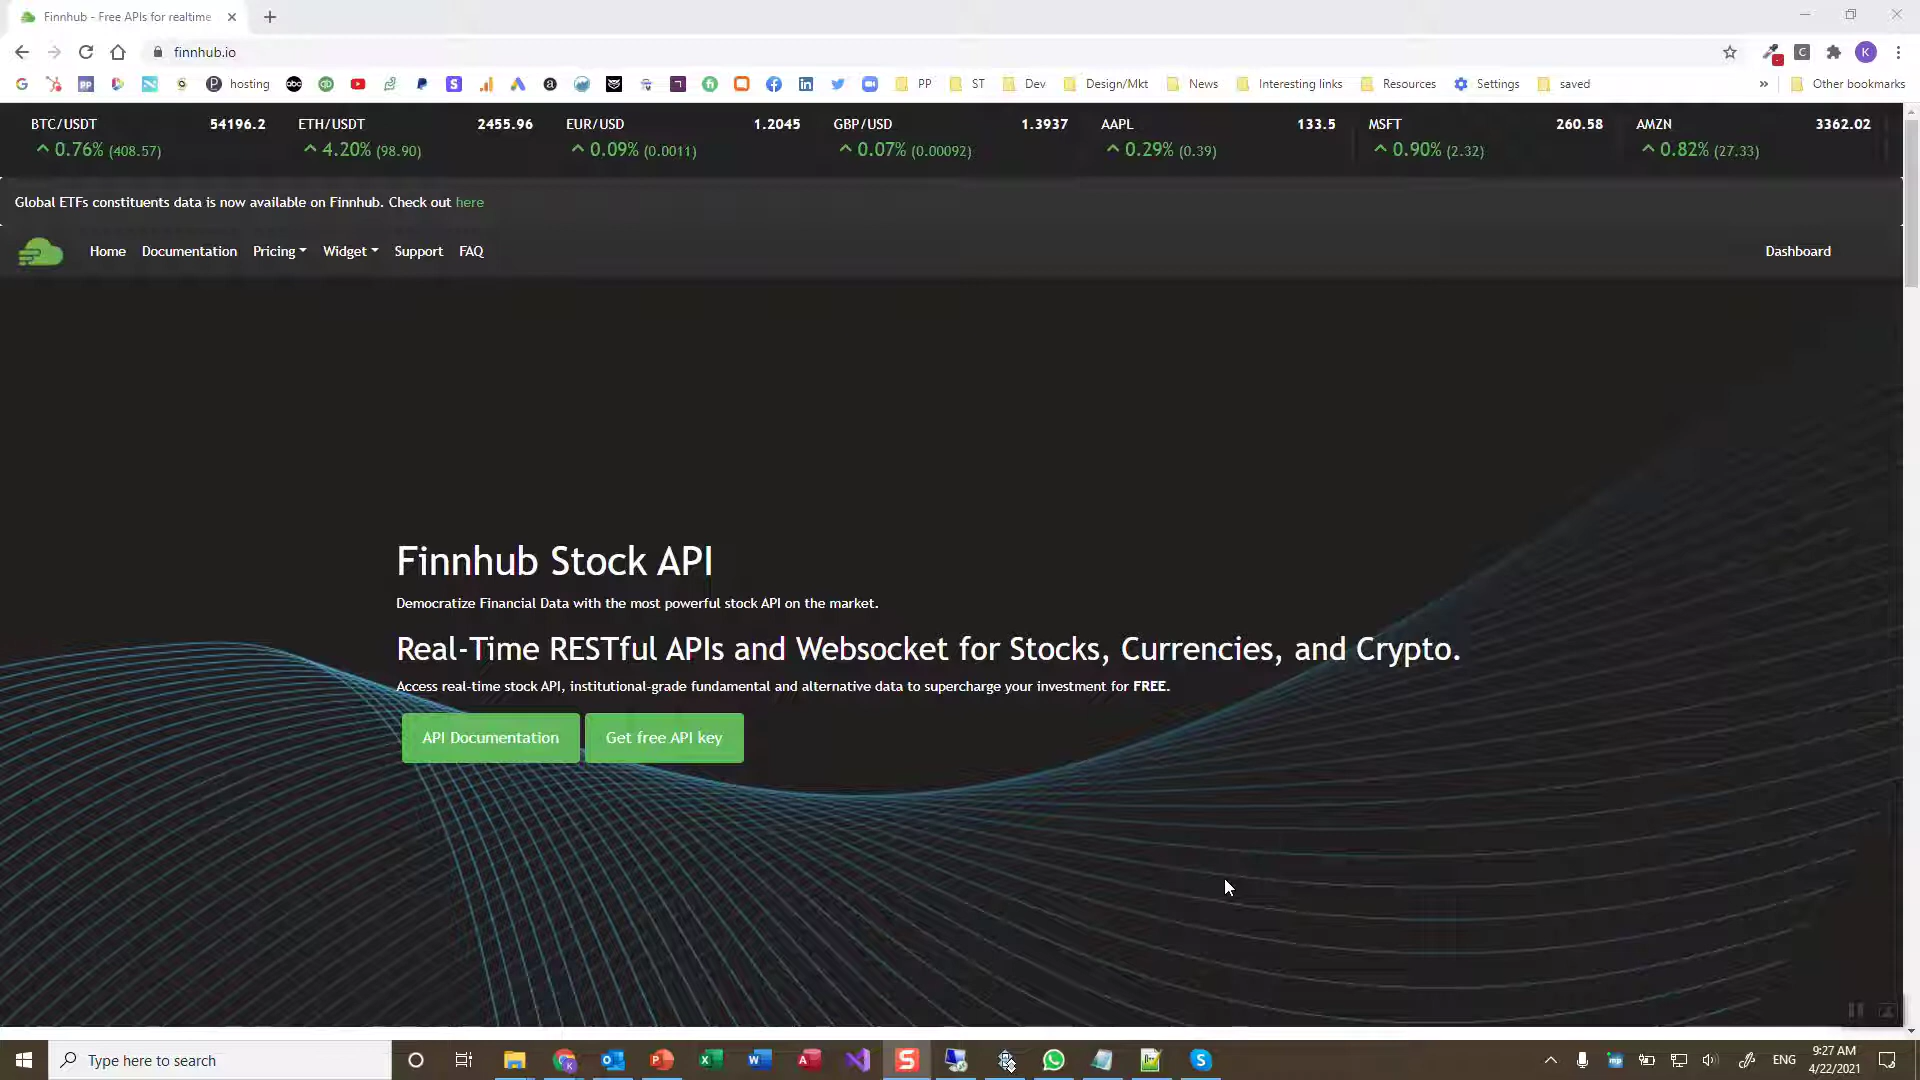 Finnhub - Free APIs for realtime
finnhub.io
hosting
PP
ST
Dev
Design/Mkt
News
Interesting links
Resources
Settings
saved
»
Other bookmarks
BTC/USDT 54196.2
0.76% (408.57)
ETH/USDT 2455.96
4.20% (98.90)
EUR/USD 1.2045
0.09% (0.0011)
GBP/USD 1.3937
0.07% (0.00092)
AAPL 133.5
0.29% (0.39)
MSFT 260.58
0.90% (2.32)
AMZN 3362.02
0.82% (27.33)
Global ETFs constituents data is now available on Finnhub. Check out here
Home Documentation Pricing Widget Support FAQ Dashboard
Finnhub Stock API
Democratize Financial Data with the most powerful stock API on the market.
Real-Time RESTful APIs and Websocket for Stocks, Currencies, and Crypto.
Access real-time stock API, institutional-grade fundamental and alternative data to supercharge your investment for FREE.
API Documentation
Get free API key
Type here to search
ENG
9:27 AM
4/22/2021